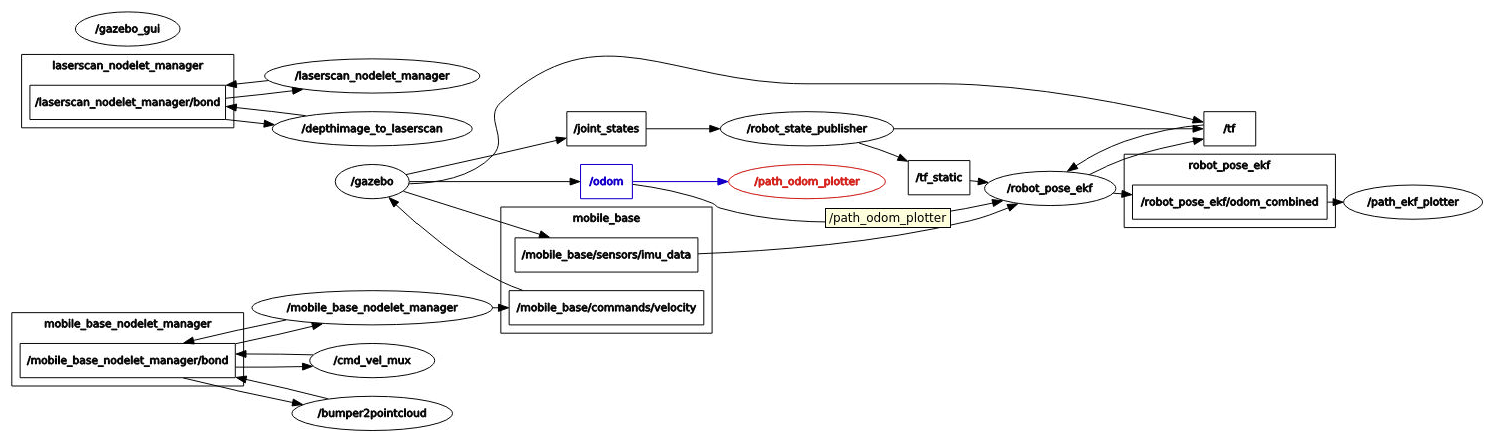 /gazebo_gui
laserscan_nodelet_manager
/laserscan_nodelet_manager
/laserscan_nodelet_manager/bond
/depthimage_to_laserscan
/joint_states
/robot_state_publisher
/tf
/gazebo
/odom
/path_odom_plotter
/tf_static
/robot_pose_ekf
robot_pose_ekf
/robot_pose_ekf/odom_combined
/path_ekf_plotter
/path_odom_plotter
mobile_base
/mobile_base/sensors/imu_data
/mobile_base/commands/velocity
/mobile_base_nodelet_manager
mobile_base_nodelet_manager
/mobile_base_nodelet_manager/bond
/cmd_vel_mux
/bumper2pointcloud